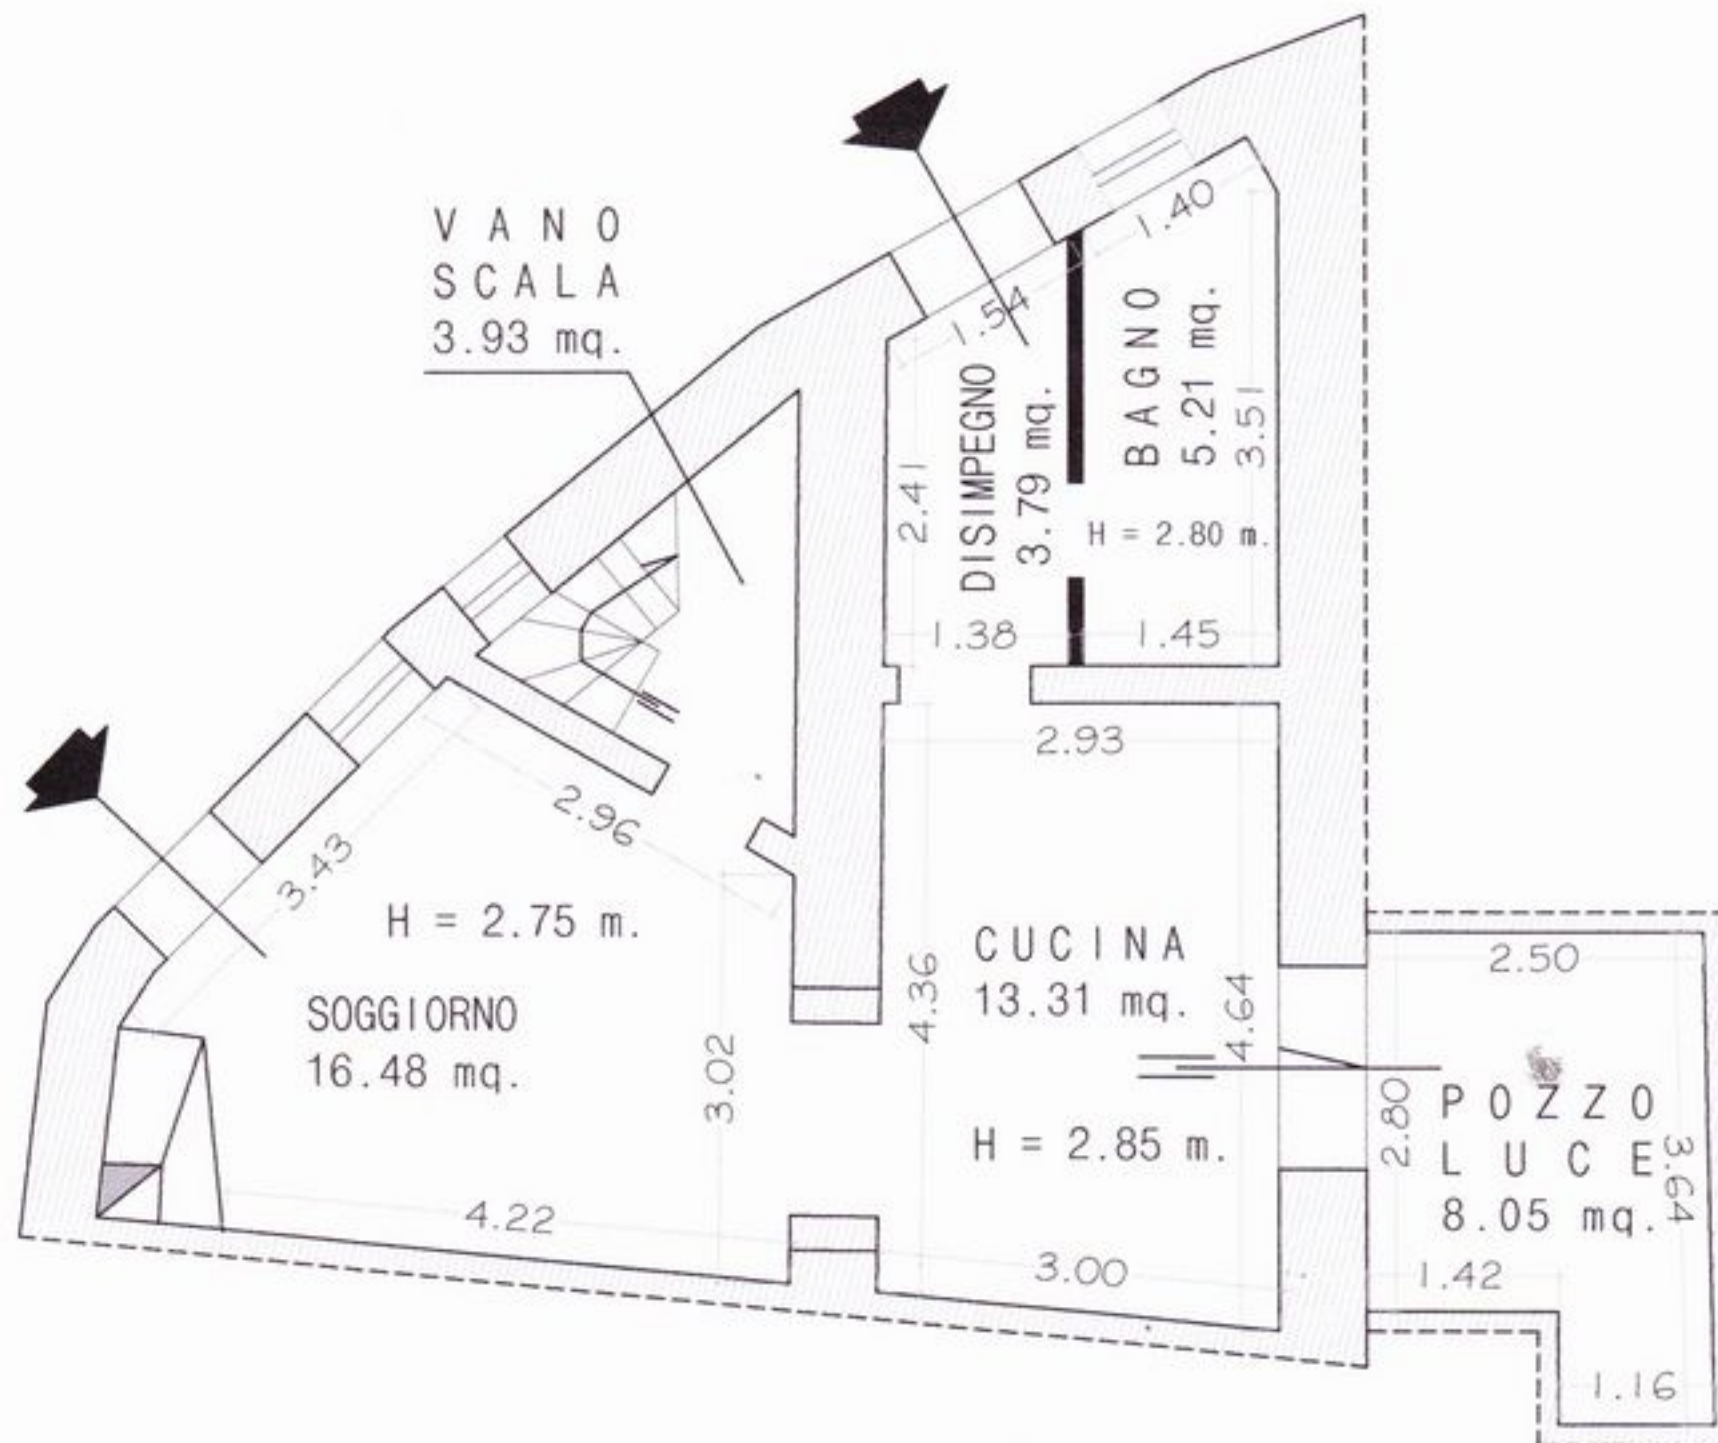 V A N O
S C A L A
3.93 mq.
1.40
1.54
B A G N O
5.21 mq.
3.51
DISIMPEGNO
3.79 mq.
2.41
H = 2.80 m.
1.38
1.45
2.93
2.96
3.43
H = 2.75 m.
SOGGIORNO
16.48 mq.
3.02
4.22
CUCINA
13.31 mq.
4.36
4.64
H = 2.85 m.
3.00
2.50
2.80
P O Z Z O
L U C E
8.05 mq.
3.64
1.42
1.16